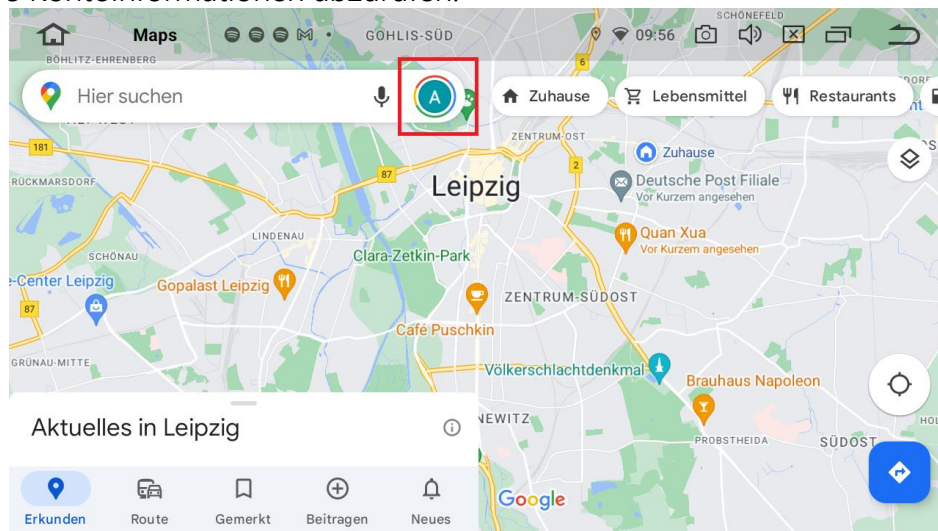 Maps
GOHLIS-SÜD
SCHÖNEFELD
09:56
BÖHLITZ-EHRENBERG
6
Hier suchen
A
Zuhause
Lebensmittel
Restaurants
ZENTRUM-OST
181
2
Zuhause
87
RÜCKMARSDORF
Leipzig
Deutsche Post Filiale
Vor Kurzem angesehen
LINDENAU
Quan Xua
Vor Kurzem angesehen
SCHÖNAU
Clara-Zetkin-Park
e-Center Leipzig
Gopalast Leipzig
ZENTRUM-SÜDOST
87
Café Puschkin
GRÜNAU-MITTE
Völkerschlachtdenkmal
Brauhaus Napoleon
Aktuelles in Leipzig
NEWITZ
PROBSTHEIDA
SÜDOST
HOL
Erkunden
Route
Gemerkt
Beitragen
Neues
Google